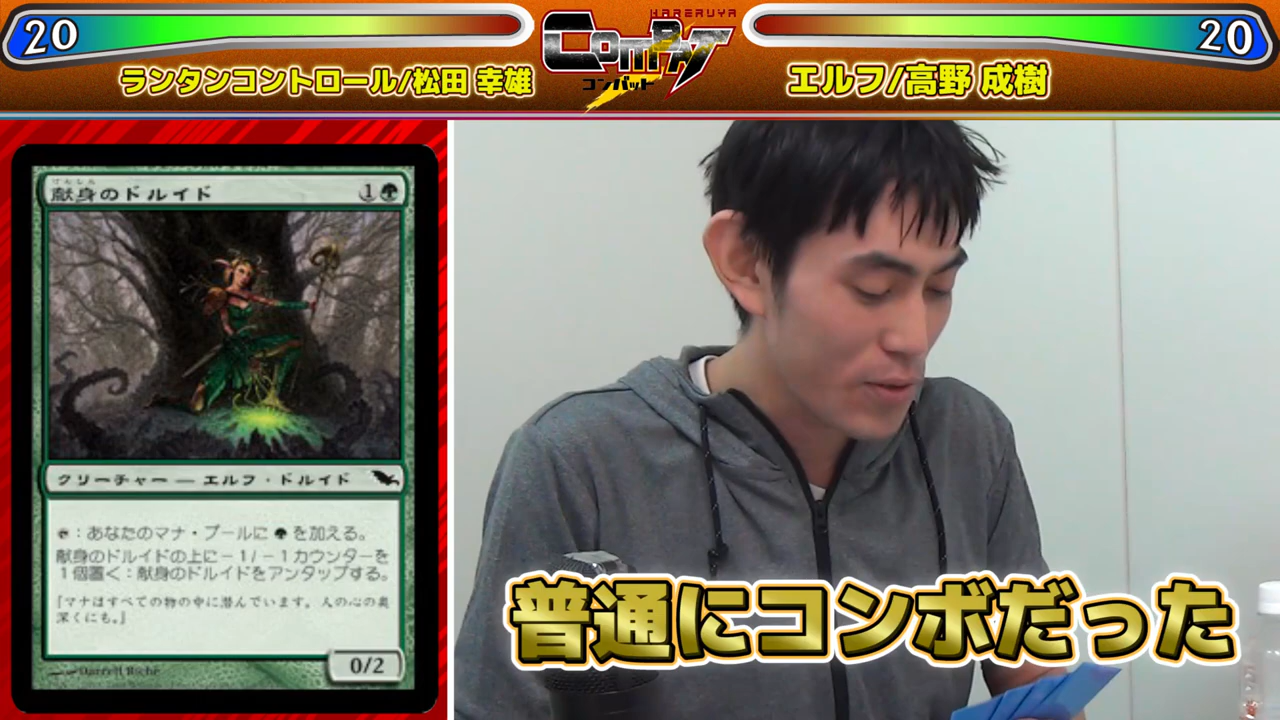 20
HARERUYA
COMBAT
コンバット
20
ランタンコントロール/松田 幸雄
エルフ/高野 成樹
けんしん
献身のドルイド
1
クリーチャー — エルフ・ドルイド
：あなたのマナ・プールに を加える。
献身のドルイドの上に－１/－１カウンターを
１個置く：献身のドルイドをアンタップする。
「マナはすべての物の中に潜んでいます。人の心の奥
深くにも。」
Darrell Riche
0/2
普通にコンボだった